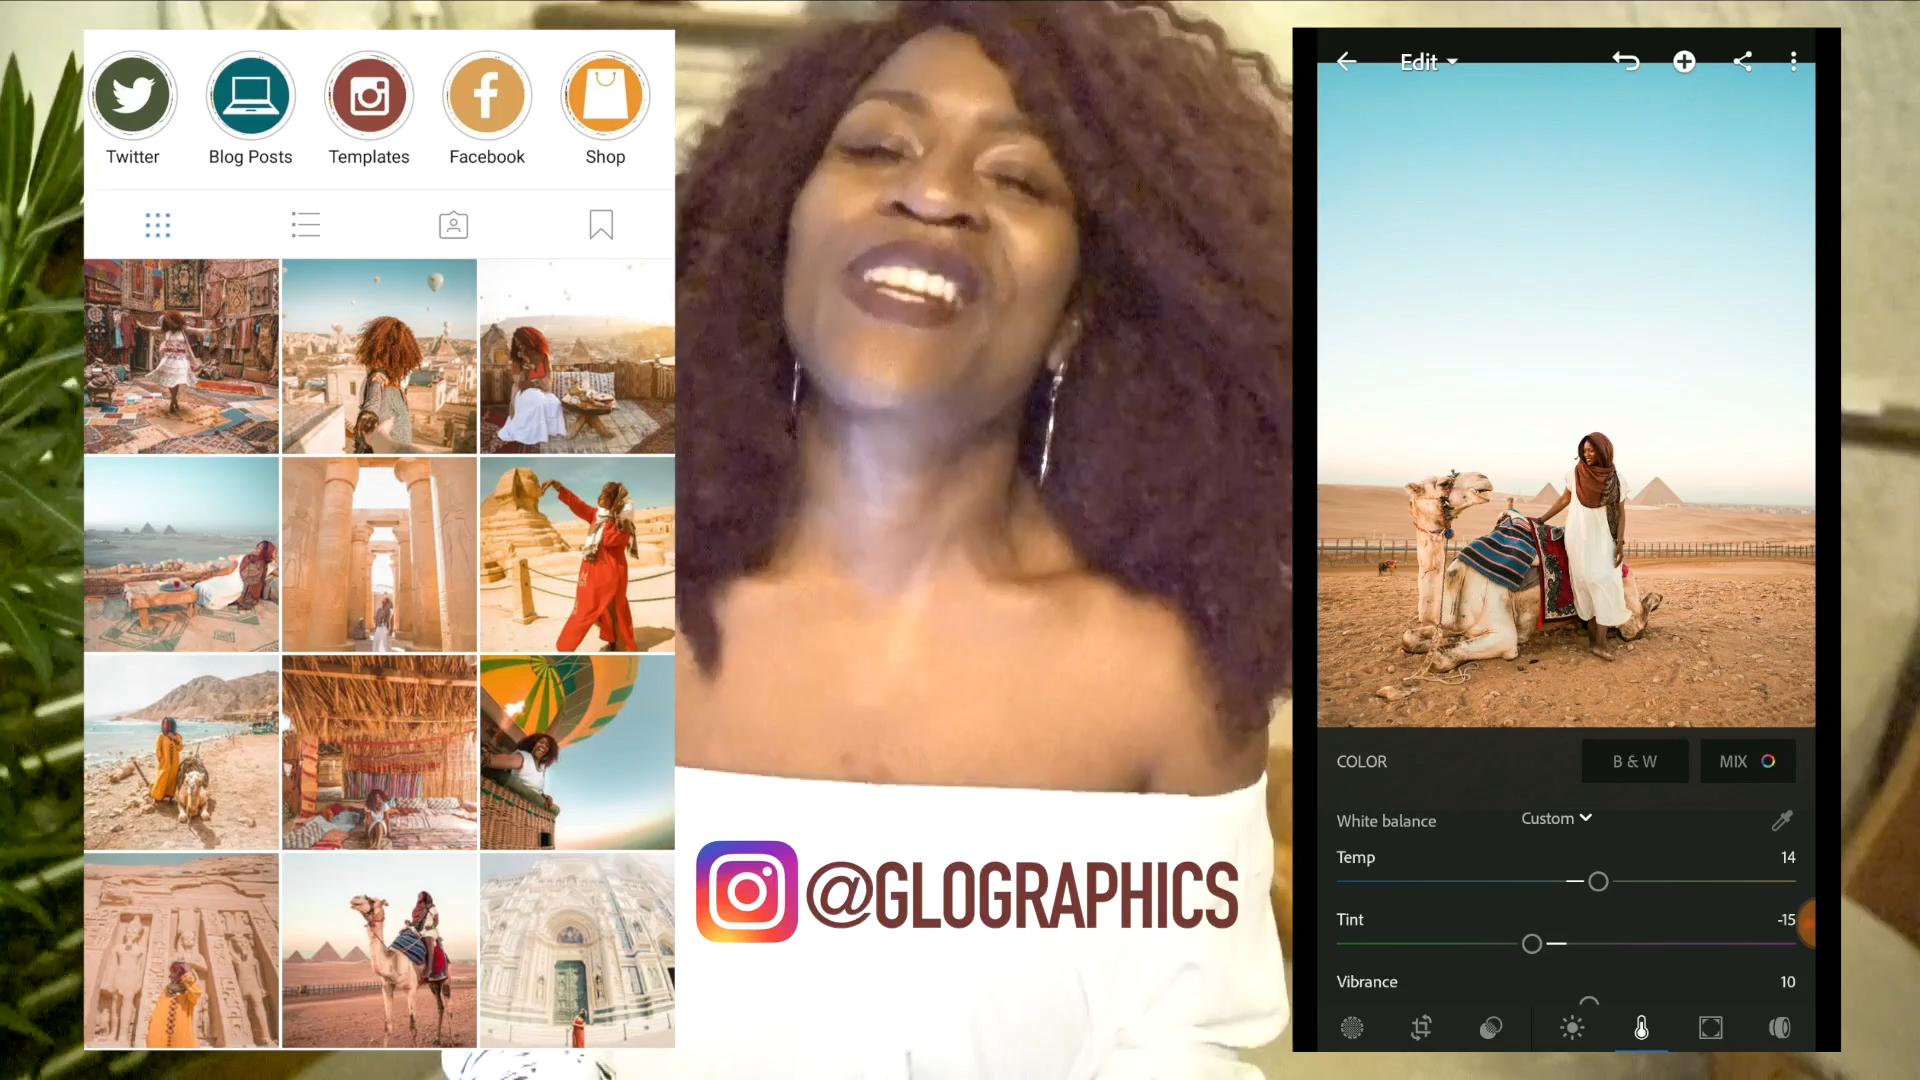 Twitter
Blog Posts
Templates
Facebook
Shop
@GLOGRAPHICS
Edit
COLOR
B & W
MIX
White balance
Custom
Temp
14
Tint
-15
Vibrance
10